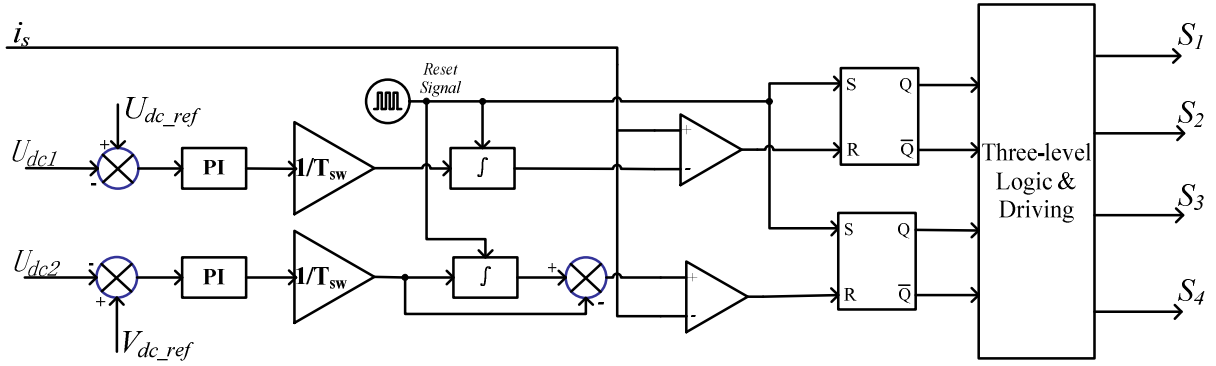 i_s
Reset
Signal
U_dc_ref
+
U_dc1
-
PI
1/T_sw
∫
+
-
S
Q
R
Q̅
Three-level
Logic &
Driving
S_1
S_2
S_3
S_4
U_dc2
-
+
PI
1/T_sw
∫
+
-
+
-
S
Q
R
Q̅
V_dc_ref